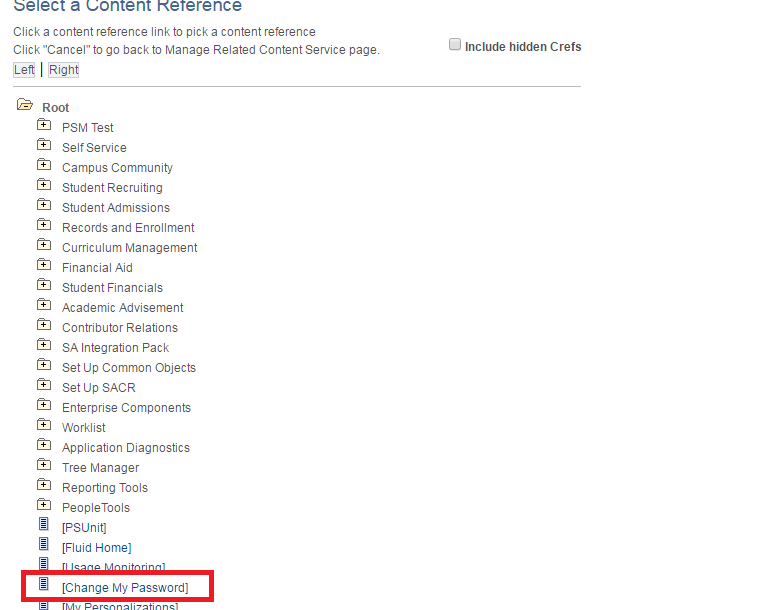 Select a Content Reference
Click a content reference link to pick a content reference
Click "Cancel" to go back to Manage Related Content Service page.
Include hidden Crefs
Left | Right
Root
PSM Test
Self Service
Campus Community
Student Recruiting
Student Admissions
Records and Enrollment
Curriculum Management
Financial Aid
Student Financials
Academic Advisement
Contributor Relations
SA Integration Pack
Set Up Common Objects
Set Up SACR
Enterprise Components
Worklist
Application Diagnostics
Tree Manager
Reporting Tools
PeopleTools
[PSUnit]
[Fluid Home]
[Usage Monitoring]
[Change My Password]
[My Personalizations]